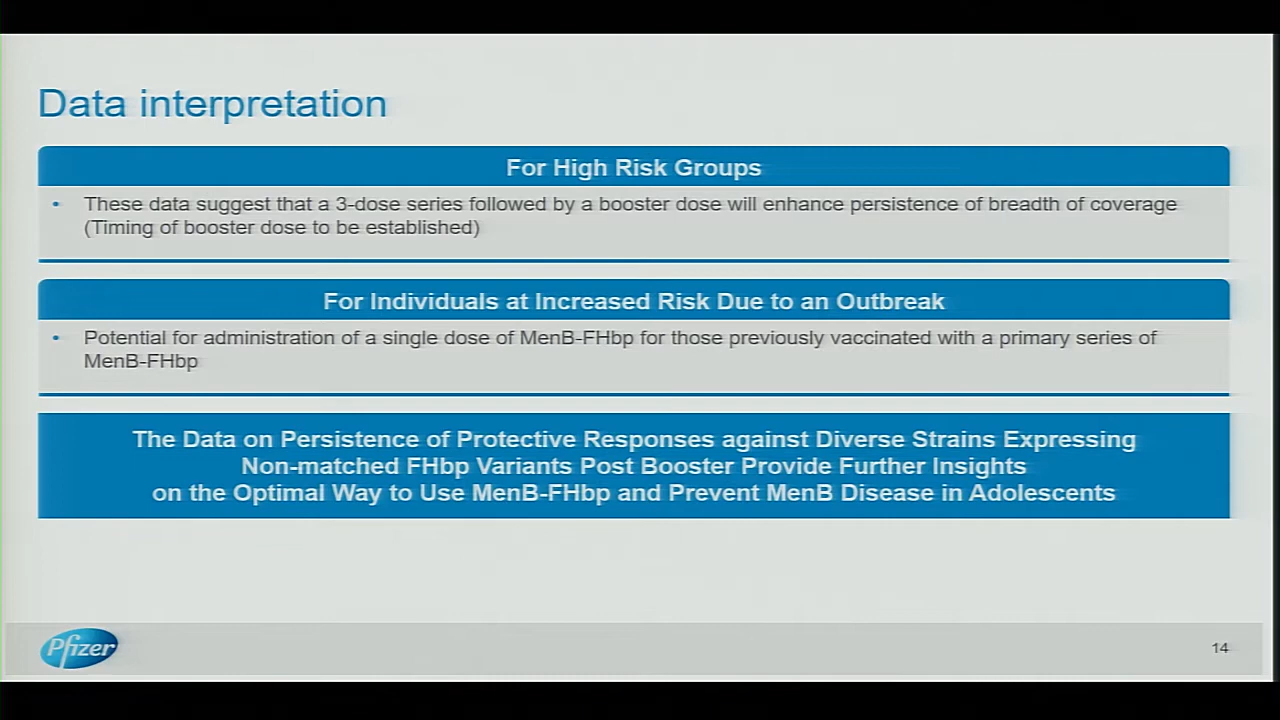 Data interpretation
For High Risk Groups
• These data suggest that a 3-dose series followed by a booster dose will enhance persistence of breadth of coverage
(Timing of booster dose to be established)
For Individuals at Increased Risk Due to an Outbreak
• Potential for administration of a single dose of MenB-FHbp for those previously vaccinated with a primary series of
MenB-FHbp
The Data on Persistence of Protective Responses against Diverse Strains Expressing
Non-matched FHbp Variants Post Booster Provide Further Insights
on the Optimal Way to Use MenB-FHbp and Prevent MenB Disease in Adolescents
Pfizer
14